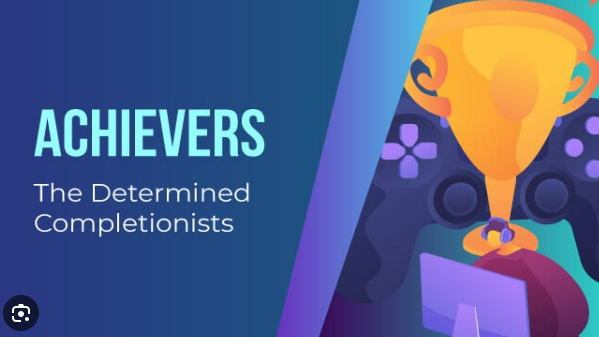 ACHIEVERS
The Determined
Completionists